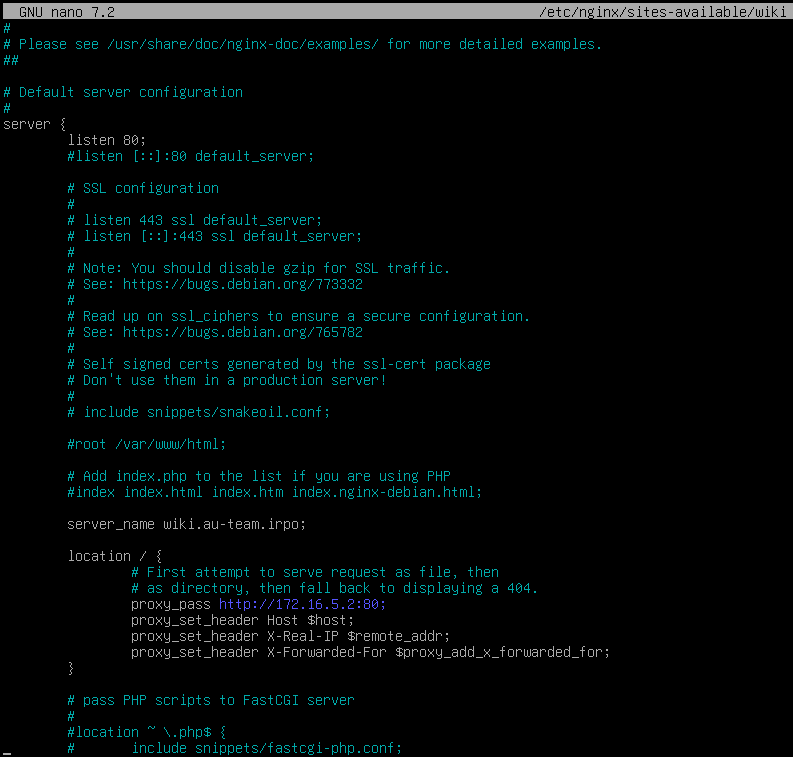 GNU nano 7.2 /etc/nginx/sites-available/wiki
#
# Please see /usr/share/doc/nginx-doc/examples/ for more detailed examples.
##
# Default server configuration
#
server {
listen 80;
#listen [::]:80 default_server;
# SSL configuration
#
# listen 443 ssl default_server;
# listen [::]:443 ssl default_server;
#
# Note: You should disable gzip for SSL traffic.
# See: https://bugs.debian.org/773332
#
# Read up on ssl_ciphers to ensure a secure configuration.
# See: https://bugs.debian.org/765782
#
# Self signed certs generated by the ssl-cert package
# Don't use them in a production server!
#
# include snippets/snakeoil.conf;
#root /var/www/html;
# Add index.php to the list if you are using PHP
#index index.html index.htm index.nginx-debian.html;
server_name wiki.au-team.irpo;
location / {
# First attempt to serve request as file, then
# as directory, then fall back to displaying a 404.
proxy_pass http://172.16.5.2:80;
proxy_set_header Host $host;
proxy_set_header X-Real-IP $remote_addr;
proxy_set_header X-Forwarded-For $proxy_add_x_forwarded_for;
}
# pass PHP scripts to FastCGI server
#
#location ~ \.php$ {
# include snippets/fastcgi-php.conf;